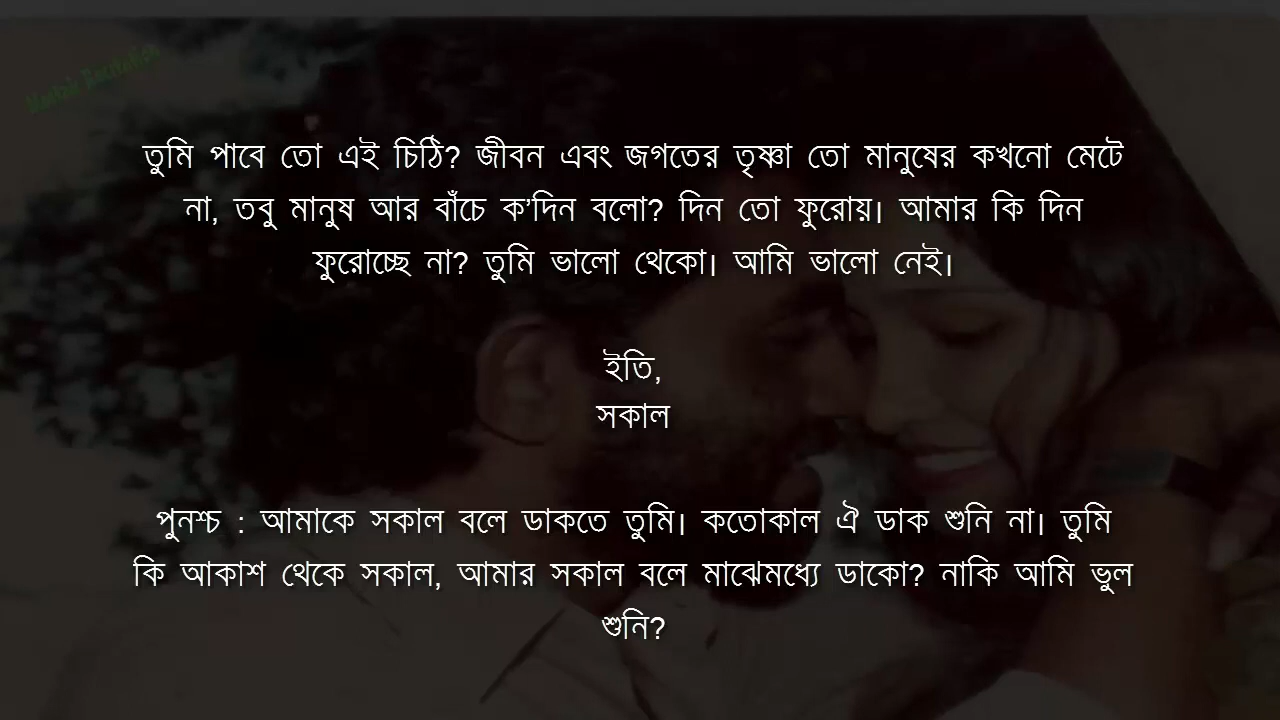 তুমি পাবে তো এই চিঠি? জীবন এবং জগতের তৃষ্ণা তো মানুষের কখনো মেটে
না, তবু মানুষ আর বাঁচে ক’দিন বলো? দিন তো ফুরোয়। আমার কি দিন
ফুরোচ্ছে না? তুমি ভালো থেকো। আমি ভালো নেই।
ইতি,
সকাল
পুনশ্চ : আমাকে সকাল বলে ডাকতে তুমি। কতোকাল ঐ ডাক শুনি না। তুমি
কি আকাশ থেকে সকাল, আমার সকাল বলে মাঝেমধ্যে ডাকো? নাকি আমি ভুল
শুনি?